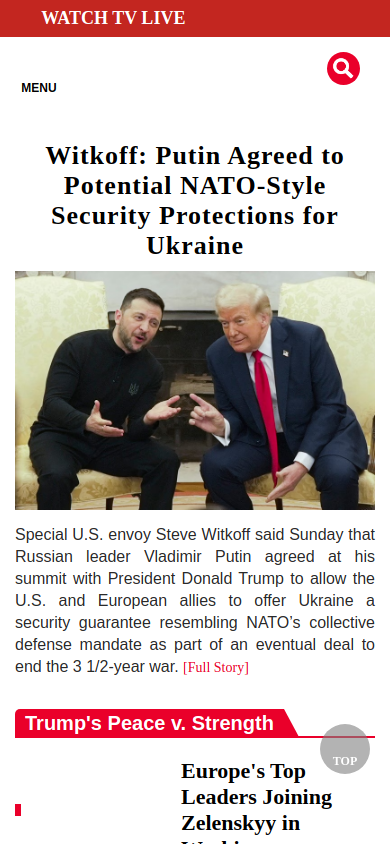 WATCH TV LIVE
MENU
Witkoff: Putin Agreed to
Potential NATO-Style
Security Protections for
Ukraine
Special U.S. envoy Steve Witkoff said Sunday that
Russian leader Vladimir Putin agreed at his
summit with President Donald Trump to allow the
U.S. and European allies to offer Ukraine a
security guarantee resembling NATO’s collective
defense mandate as part of an eventual deal to
end the 3 1/2-year war. [Full Story]
Trump's Peace v. Strength
TOP
Europe's Top
Leaders Joining
Zelenskyy in